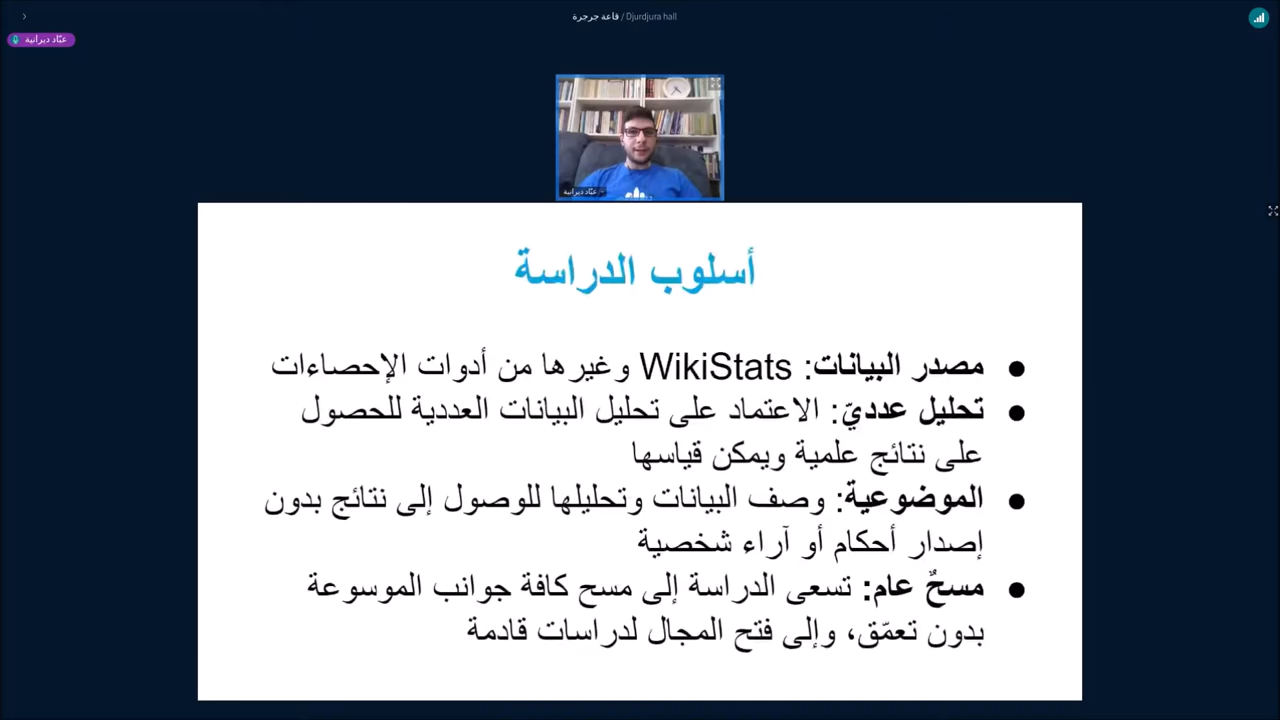 قاعة جرجرة / Djurdjura hall
عبّاد ديرانية
عبّاد ديرانية
أسلوب الدراسة
● مصدر البيانات: WikiStats وغيرها من أدوات الإحصاءات
● تحليل عدديّ: الاعتماد على تحليل البيانات العددية للحصول
على نتائج علمية ويمكن قياسها
● الموضوعية: وصف البيانات وتحليلها للوصول إلى نتائج بدون
إصدار أحكام أو آراء شخصية
● مسحٌ عام: تسعى الدراسة إلى مسح كافة جوانب الموسوعة
بدون تعمّق، وإلى فتح المجال لدراسات قادمة